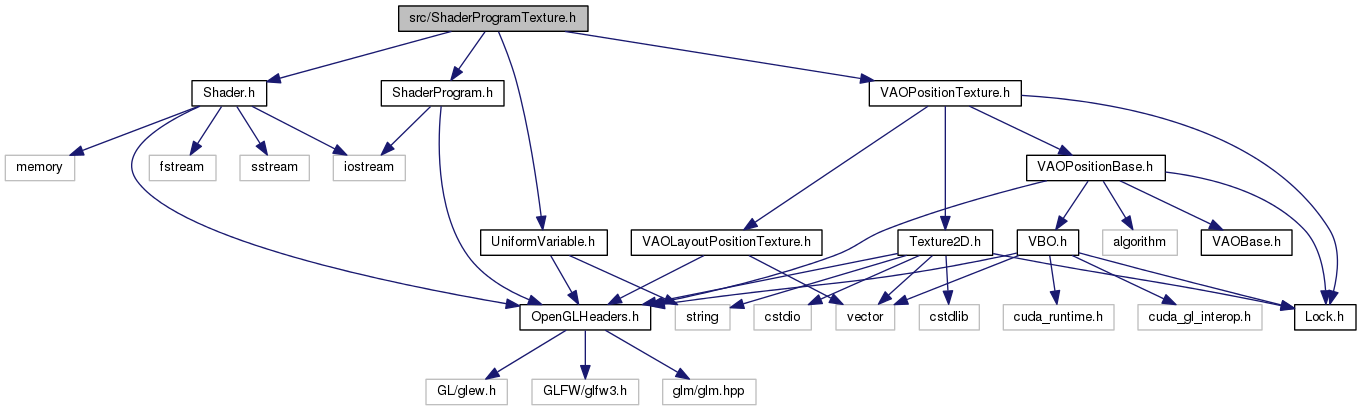 src/ShaderProgramTexture.h
Shader.h
ShaderProgram.h
VAOPositionTexture.h
memory
fstream
sstream
iostream
VAOPositionBase.h
UniformVariable.h
VAOLayoutPositionTexture.h
Texture2D.h
VBO.h
algorithm
VAOBase.h
OpenGLHeaders.h
string
cstdio
vector
cstdlib
cuda_runtime.h
cuda_gl_interop.h
Lock.h
GL/glew.h
GLFW/glfw3.h
glm/glm.hpp